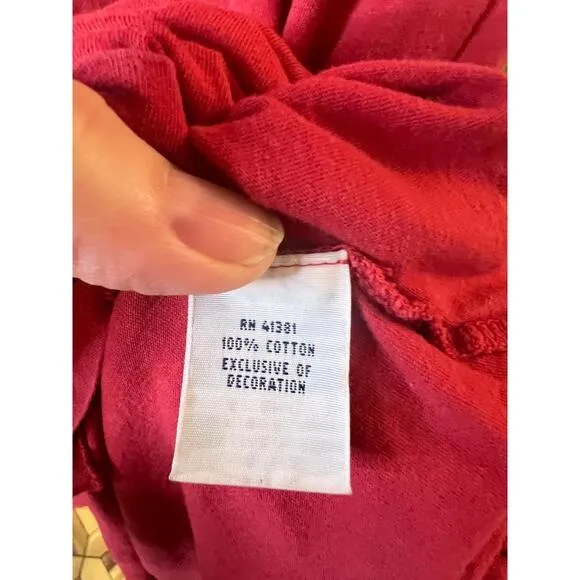 RN 41381
100% COTTON
EXCLUSIVE OF
DECORATION